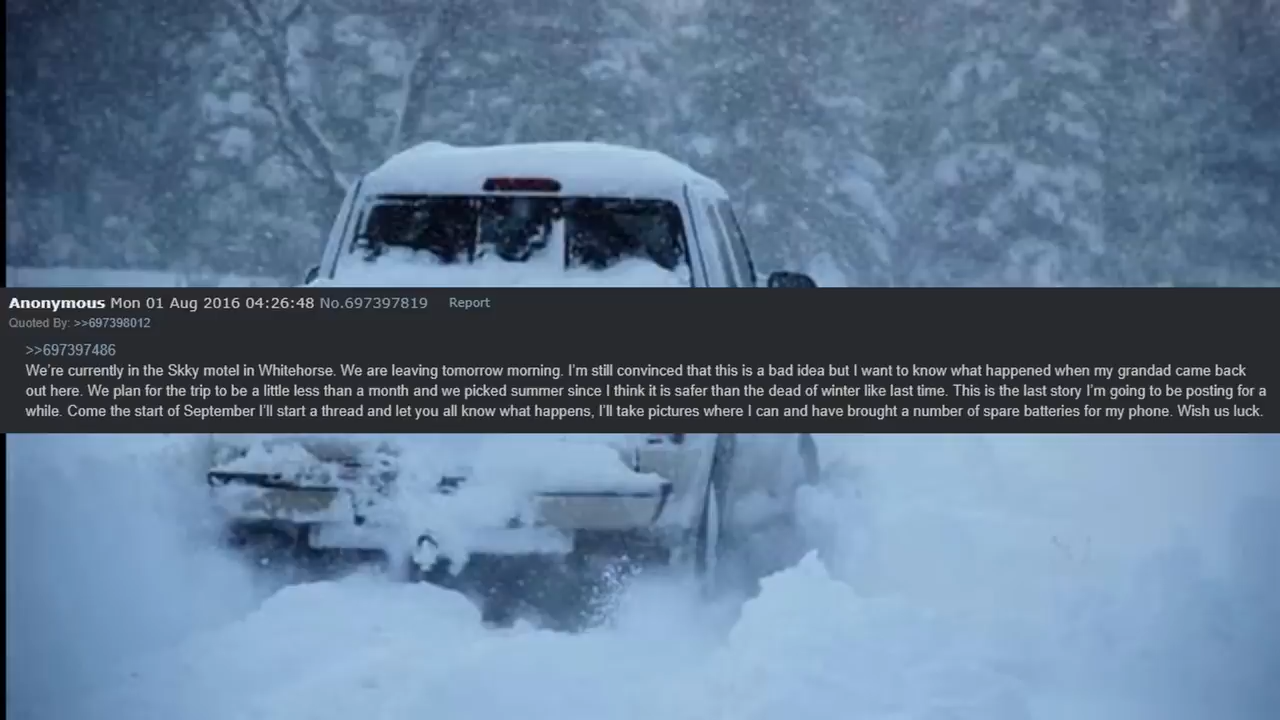 Anonymous Mon 01 Aug 2016 04:26:48 No.697397819 Report
Quoted By: >>697398012
>>697397486
We're currently in the Skky motel in Whitehorse. We are leaving tomorrow morning. I'm still convinced that this is a bad idea but I want to know what happened when my grandad came back
out here. We plan for the trip to be a little less than a month and we picked summer since I think it is safer than the dead of winter like last time. This is the last story I'm going to be posting for a
while. Come the start of September I'll start a thread and let you all know what happens, I'll take pictures where I can and have brought a number of spare batteries for my phone. Wish us luck.